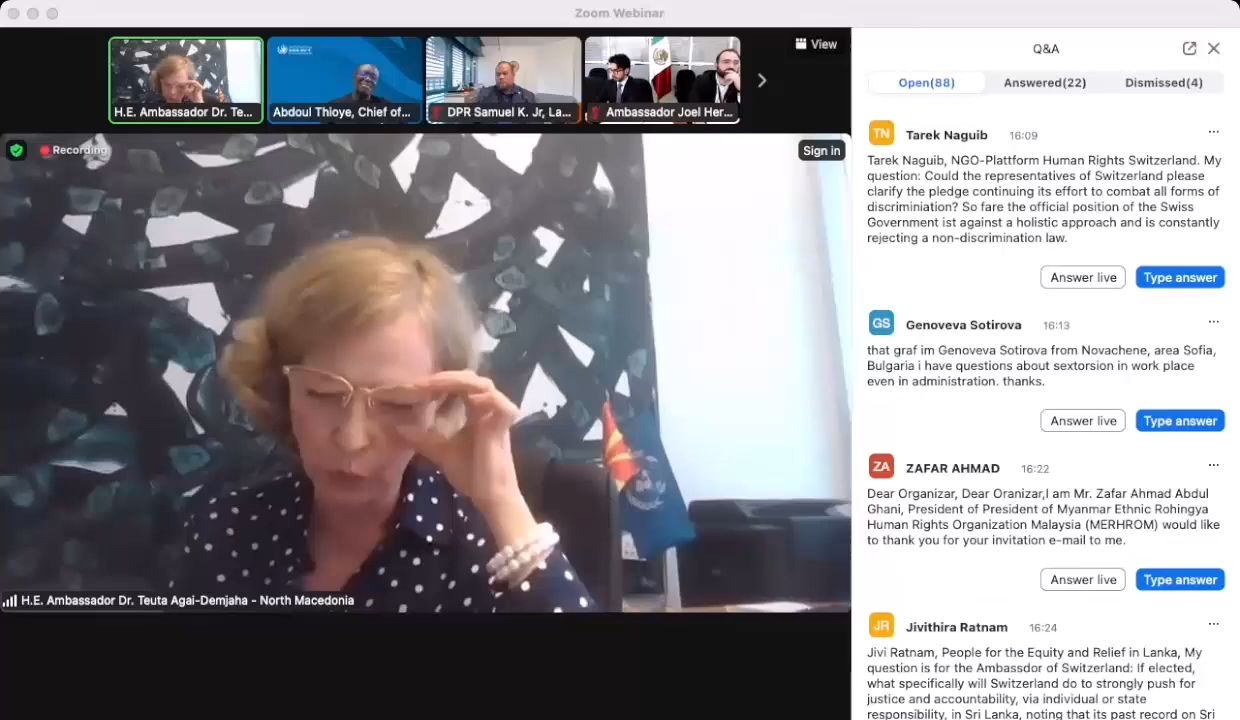 Zoom Webinar
View
H.E. Ambassador Dr. Te...
Abdoul Thioye, Chief of...
DPR Samuel K. Jr, La...
Ambassador Joel Her...
Recording
Sign in
H.E. Ambassador Dr. Teuta Agai-Demjaha - North Macedonia
Q&A
Open(88)
Answered(22)
Dismissed(4)
TN
Tarek Naguib
16:09
Tarek Naguib, NGO-Plattform Human Rights Switzerland. My
question: Could the representatives of Switzerland please
clarify the pledge continuing its effort to combat all forms of
discriminiation? So fare the official position of the Swiss
Government ist against a holistic approach and is constantly
rejecting a non-discrimination law.
Answer live
Type answer
GS
Genoveva Sotirova
16:13
that graf im Genoveva Sotirova from Novachene, area Sofia,
Bulgaria i have questions about sextorsion in work place
even in administration. thanks.
Answer live
Type answer
ZA
ZAFAR AHMAD
16:22
Dear Organizar, Dear Oranizar,I am Mr. Zafar Ahmad Abdul
Ghani, President of President of Myanmar Ethnic Rohingya
Human Rights Organization Malaysia (MERHROM) would like
to thank you for your invitation e-mail to me.
Answer live
Type answer
JR
Jivithira Ratnam
16:24
Jivi Ratnam, People for the Equity and Relief in Lanka, My
question is for the Ambassdor of Switzerland: If elected,
what specifically will Switzerland do to strongly push for
justice and accountability, via individual or state
responsibility, in Sri Lanka, noting that its past record on Sri